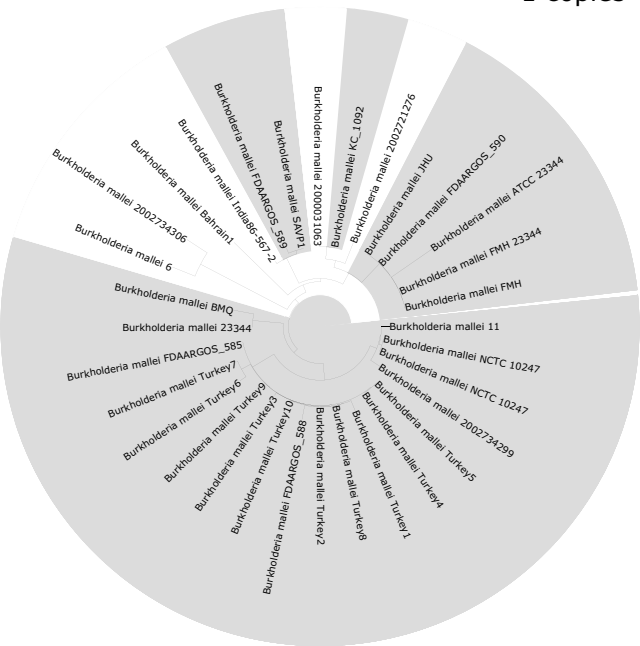 Burkholderia mallei 2000031063
Burkholderia mallei KC_1092
Burkholderia mallei 2002721276
Burkholderia mallei JHU
Burkholderia mallei FDAARGOS_590
Burkholderia mallei ATCC 23344
Burkholderia mallei FMH 23344
Burkholderia mallei FMH
Burkholderia mallei 11
Burkholderia mallei NCTC 10247
Burkholderia mallei NCTC 10247
Burkholderia mallei 2002734299
Burkholderia mallei Turkey5
Burkholderia mallei Turkey4
Burkholderia mallei Turkey1
Burkholderia mallei Turkey8
Burkholderia mallei Turkey2
Burkholderia mallei FDAARGOS_588
Burkholderia mallei Turkey10
Burkholderia mallei Turkey3
Burkholderia mallei Turkey9
Burkholderia mallei Turkey6
Burkholderia mallei Turkey7
Burkholderia mallei FDAARGOS_585
Burkholderia mallei 23344
Burkholderia mallei BMQ
Burkholderia mallei 6
Burkholderia mallei 2002734306
Burkholderia mallei Bahrain1
Burkholderia mallei India86-567-2
Burkholderia mallei FDAARGOS_589
Burkholderia mallei SAVP1